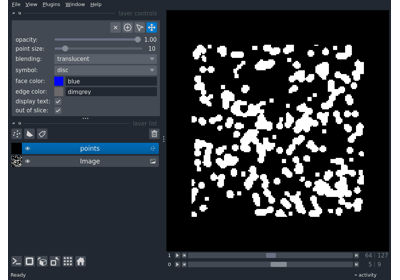 File View Plugins Window Help
layer controls
opacity: 1.00
point size: 10
blending: translucent
symbol: disc
face color: blue
edge color: dimgrey
display text:
out of slice:
layer list
points
Image
1 64 127
0 5 9
Ready activity